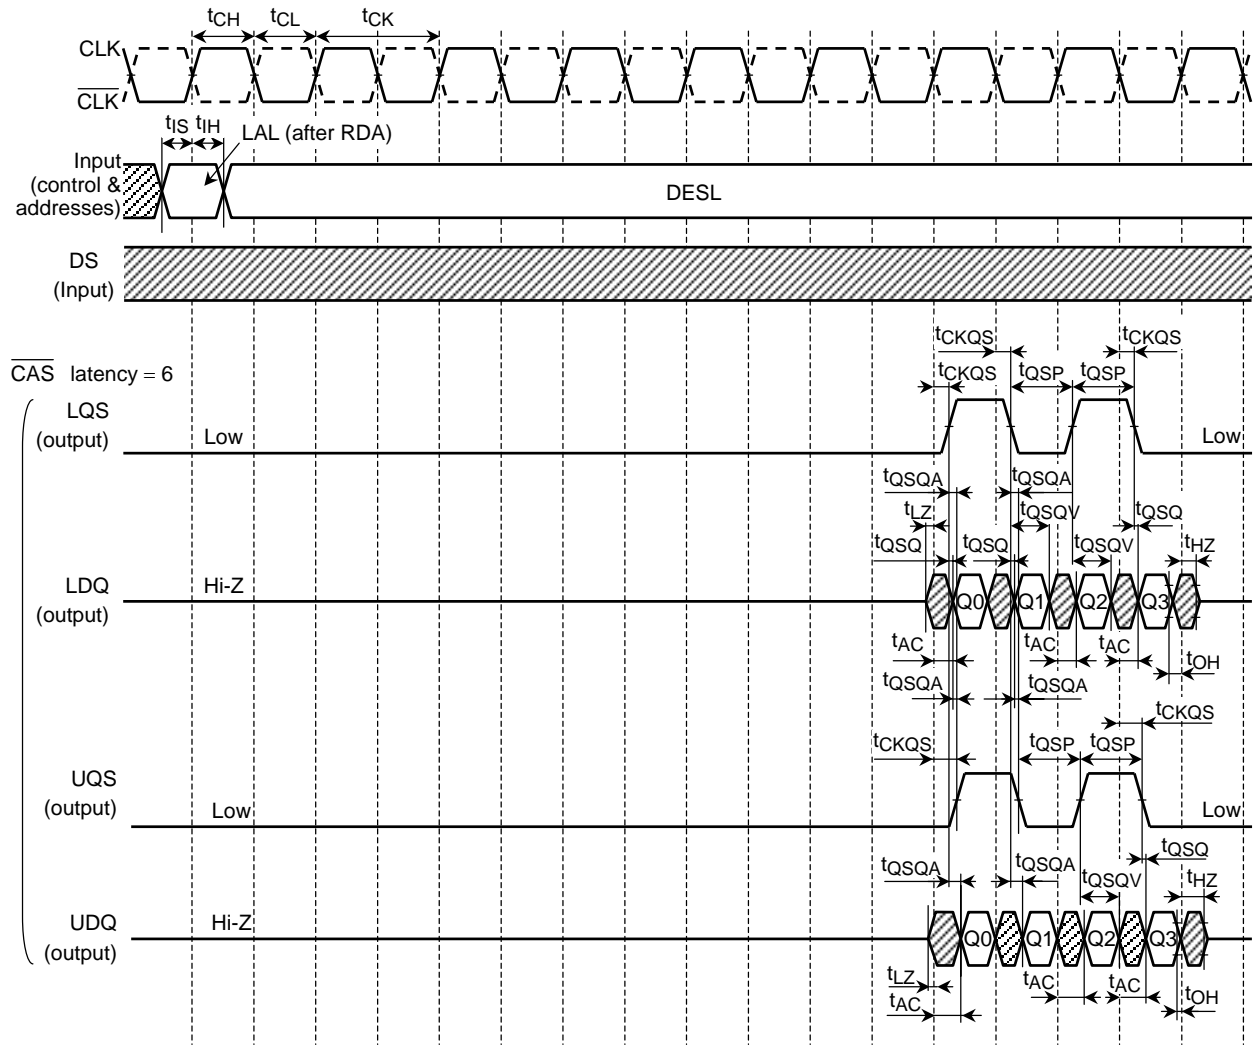 tCH tCL tCK
CLK
CLK
tIS tIH LAL (after RDA)
Input
(control &
addresses)
DESL
DS
(Input)
tCKQS tCKQS
CAS latency = 6
tCKQS tQSP tQSP
LQS
(output)
Low
Low
tQSQA tQSQA
tLZ tQSQV tQSQ
tQSQ tQSQ tQSQV tHZ
LDQ
(output)
Hi-Z
Q0 Q1 Q2 Q3
tAC tAC tAC tOH
tQSQA tQSQA
tCKQS
tCKQS tQSP tQSP
UQS
(output)
Low
Low
tQSQ
tQSQA tQSQA tQSQV tHZ
UDQ
(output)
Hi-Z
Q0 Q1 Q2 Q3
tLZ tAC tAC tOH
tAC